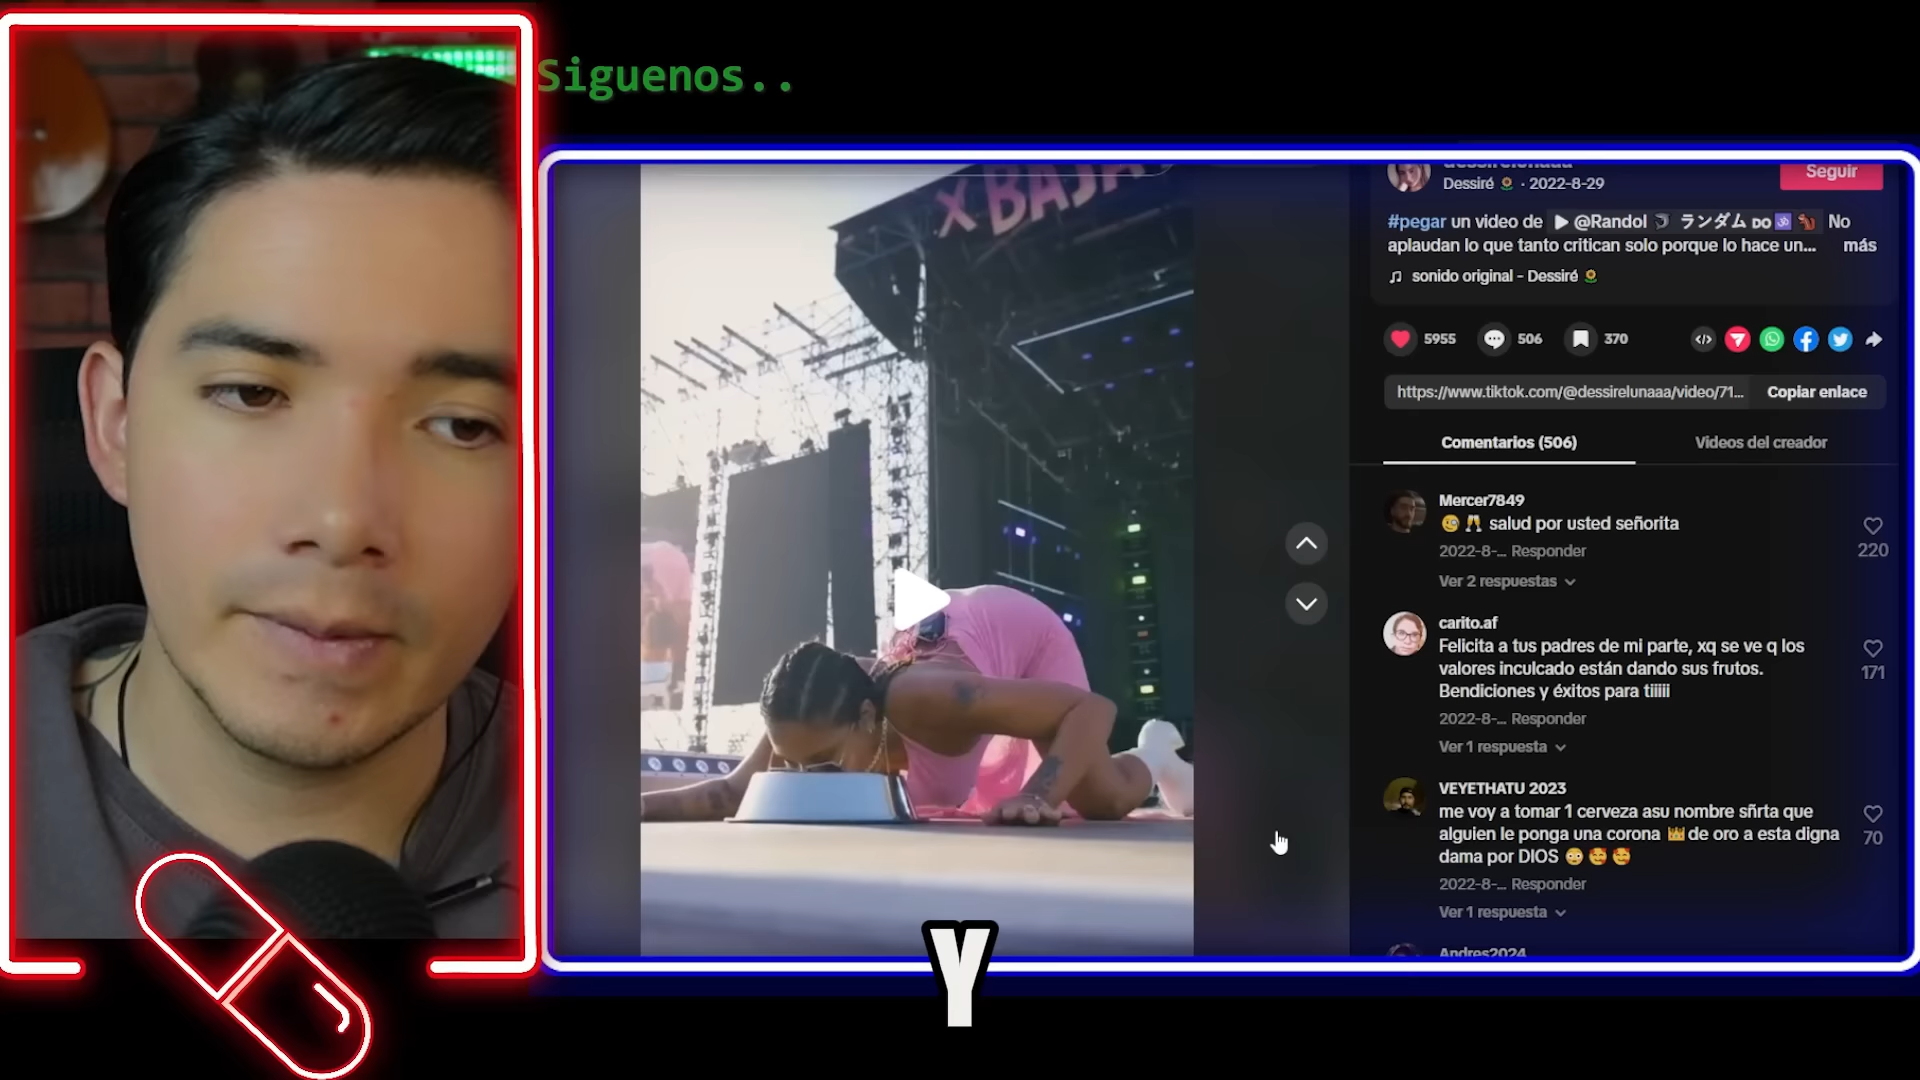 Siguenos..
X BAJA
Seguir
Dessiré 🌻 · 2022-8-29
#pegar un video de ▶ @Randol ランダム DO 🕉 🐿 No
aplaudan lo que tanto critican solo porque lo hace un... más
♫ sonido original - Dessiré 🌻
5955 506 370
https://www.tiktok.com/@dessirelunaaa/video/71... Copiar enlace
Comentarios (506) Videos del creador
Mercer7849
🧐🥂 salud por usted señorita
2022-8-... Responder
220
Ver 2 respuestas
carito.af
Felicita a tus padres de mi parte, xq se ve q los
valores inculcado están dando sus frutos.
Bendiciones y éxitos para tiiiii
171
2022-8-... Responder
Ver 1 respuesta
VEYETHATU 2023
me voy a tomar 1 cerveza asu nombre sñrta que
alguien le ponga una corona 👑 de oro a esta digna
dama por DIOS 😳🥰🥰
70
2022-8-... Responder
Ver 1 respuesta
Andres2024
Y